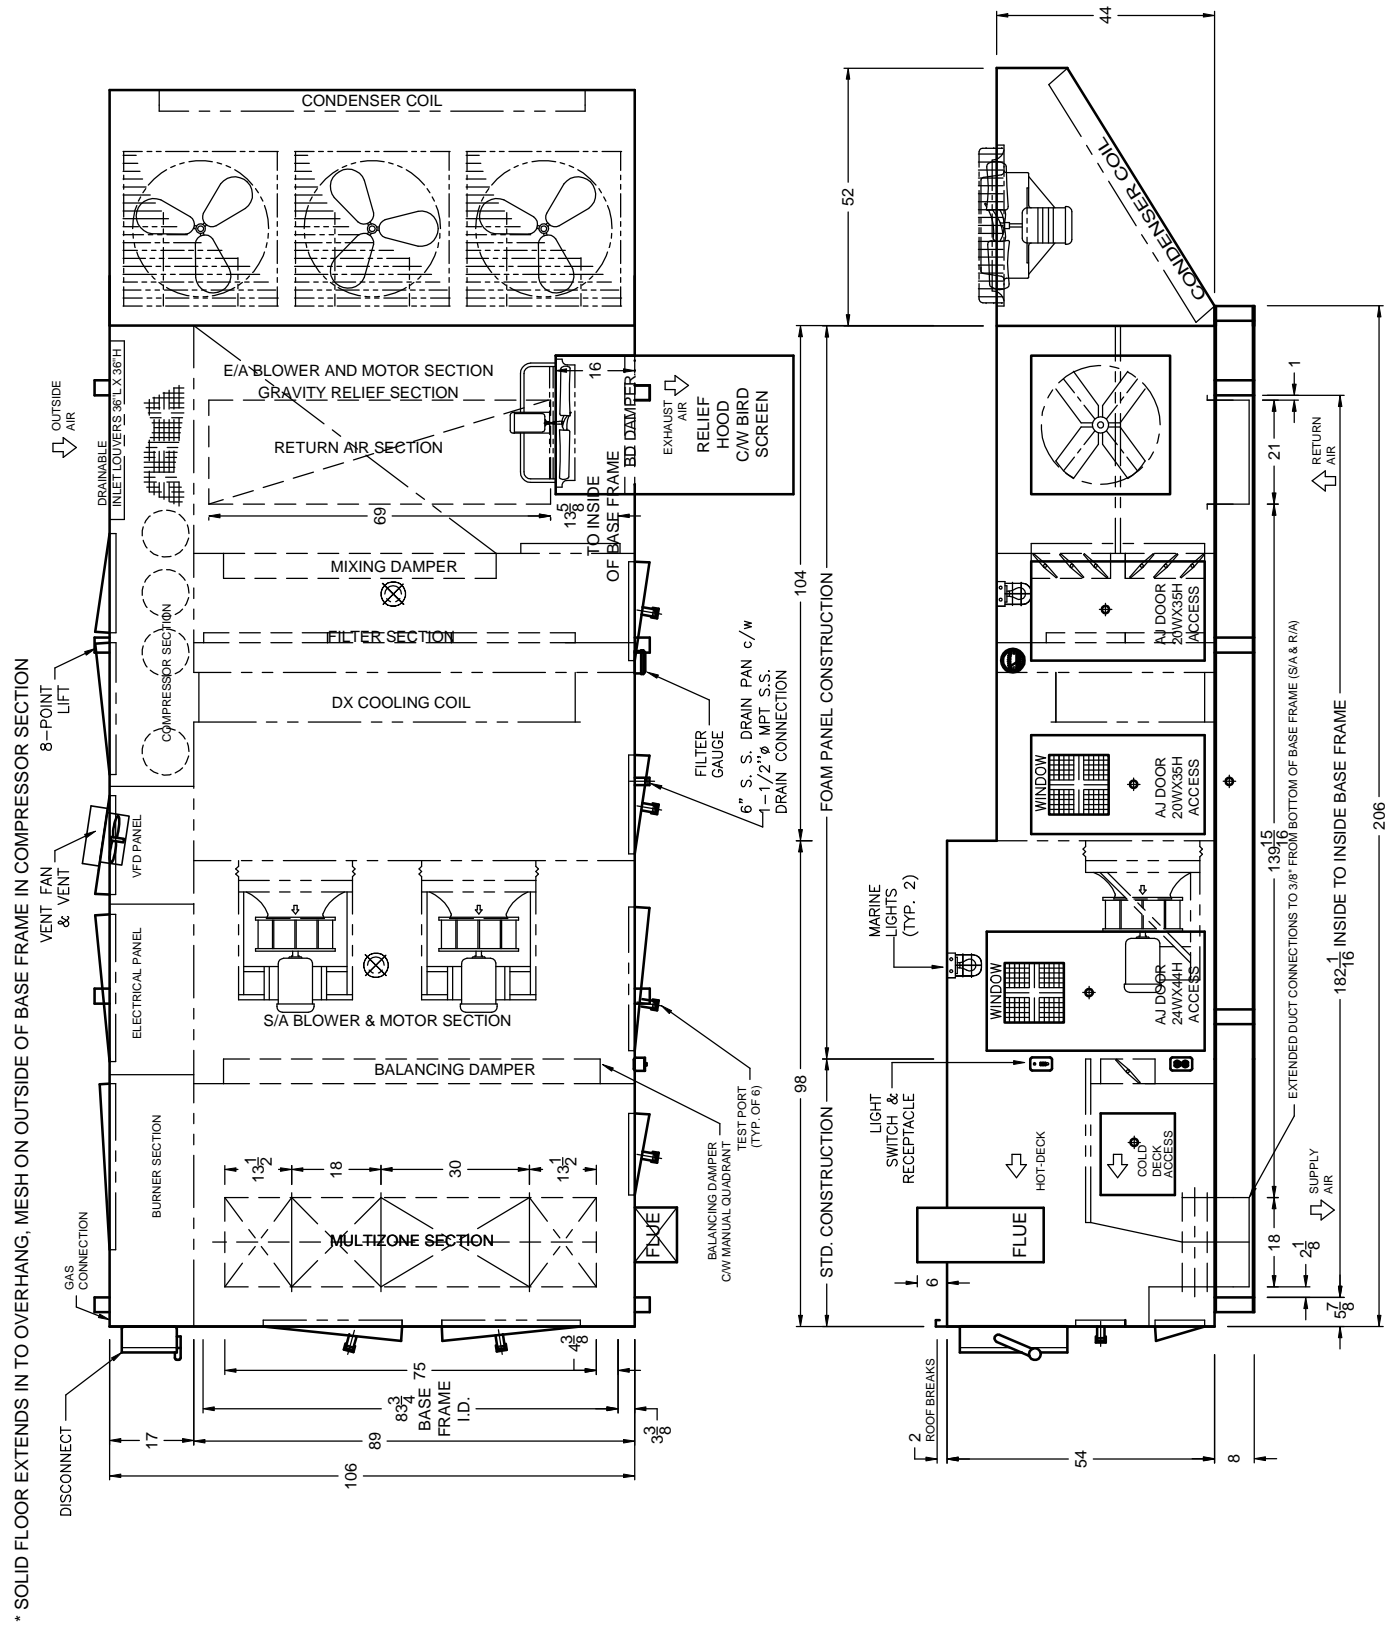 * SOLID FLOOR EXTENDS IN TO OVERHANG, MESH ON OUTSIDE OF BASE FRAME IN COMPRESSOR SECTION
CONDENSER COIL
OUTSIDE
AIR
DRAINABLE
INLET LOUVERS 36"L X 36"H
E/A BLOWER AND MOTOR SECTION
GRAVITY RELIEF SECTION
RETURN AIR SECTION
16
BD DAMPER
EXHAUST
AIR
RELIEF
HOOD
C/W BIRD
SCREEN
69
13 5/8
TO INSIDE
OF BASE FRAME
MIXING DAMPER
FILTER SECTION
COMPRESSOR SECTION
DX COOLING COIL
8-POINT
LIFT
VENT FAN
& VENT
VFD PANEL
ELECTRICAL PANEL
FILTER
GAUGE
6" S. S. DRAIN PAN c/w
1-1/2"ø MPT S.S.
DRAIN CONNECTION
S/A BLOWER & MOTOR SECTION
BALANCING DAMPER
BURNER SECTION
GAS
CONNECTION
13 1/2
18
30
13 1/2
MULTIZONE SECTION
FLUE
TEST PORT
(TYP. OF 6)
BALANCING DAMPER
C/W MANUAL QUADRANT
DISCONNECT
75
4 3/8
83 3/4
BASE
FRAME
I.D.
3 3/8
17
89
106
44
52
CONDENSER COIL
104
FOAM PANEL CONSTRUCTION
98
STD. CONSTRUCTION
AJ DOOR
20WX35H
ACCESS
WINDOW
AJ DOOR
20WX35H
ACCESS
MARINE
LIGHTS
(TYP. 2)
WINDOW
AJ DOOR
24WX44H
ACCESS
LIGHT
SWITCH &
RECEPTACLE
HOT-DECK
COLD
DECK
ACCESS
FLUE
6
2
ROOF BREAKS
54
8
1
21
RETURN
AIR
139 15/16
EXTENDED DUCT CONNECTIONS TO 3/8" FROM BOTTOM OF BASE FRAME (S/A & R/A)
182 1/16 INSIDE TO INSIDE BASE FRAME
206
SUPPLY
AIR
18
2 1/8
5 7/8